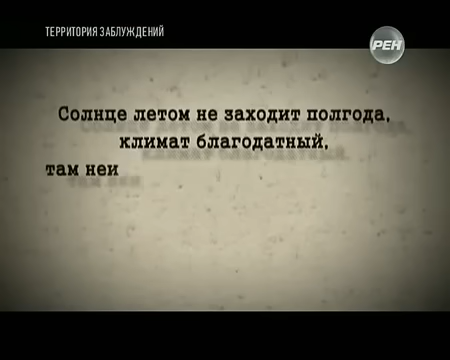 ТЕРРИТОРИЯ ЗАБЛУЖДЕНИЙ
РЕН
Солнце летом не заходит полгода,
климат благодатный,
там неи